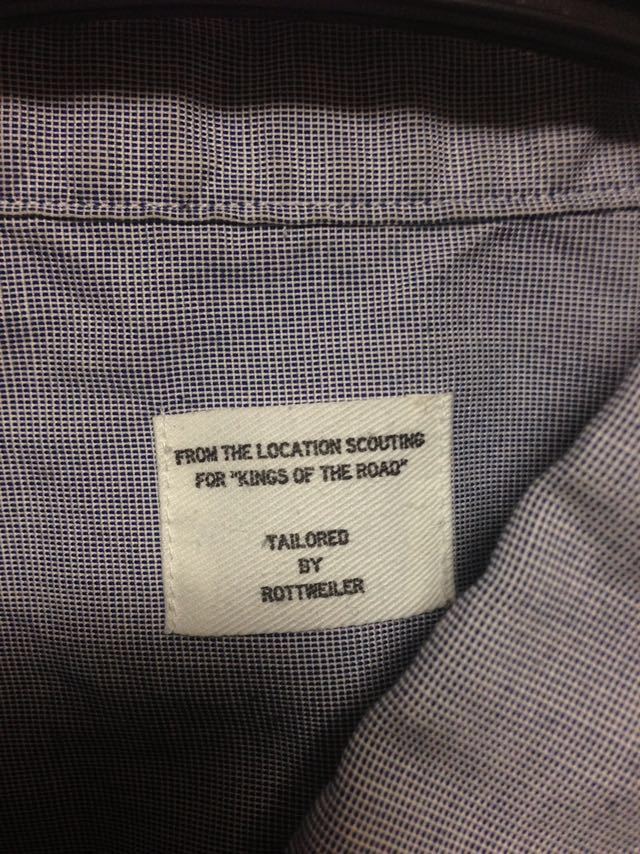 FROM THE LOCATION SCOUTING
FOR "KINGS OF THE ROAD"
TAILORED
BY
ROTTWEILER